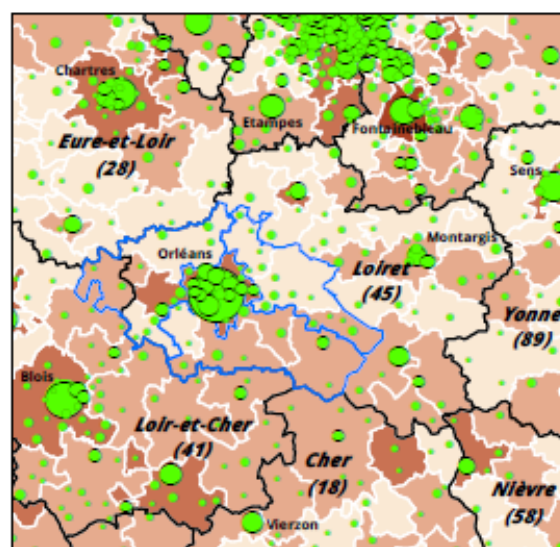 Chartres
Etampes
Fontainebleau
Eure-et-Loir
(28)
Sens
Orléans
Montargis
Loiret
(45)
Yonne
(89)
Blois
Loir-et-Cher
(41)
Cher
(18)
Nièvre
(58)
Vierzon